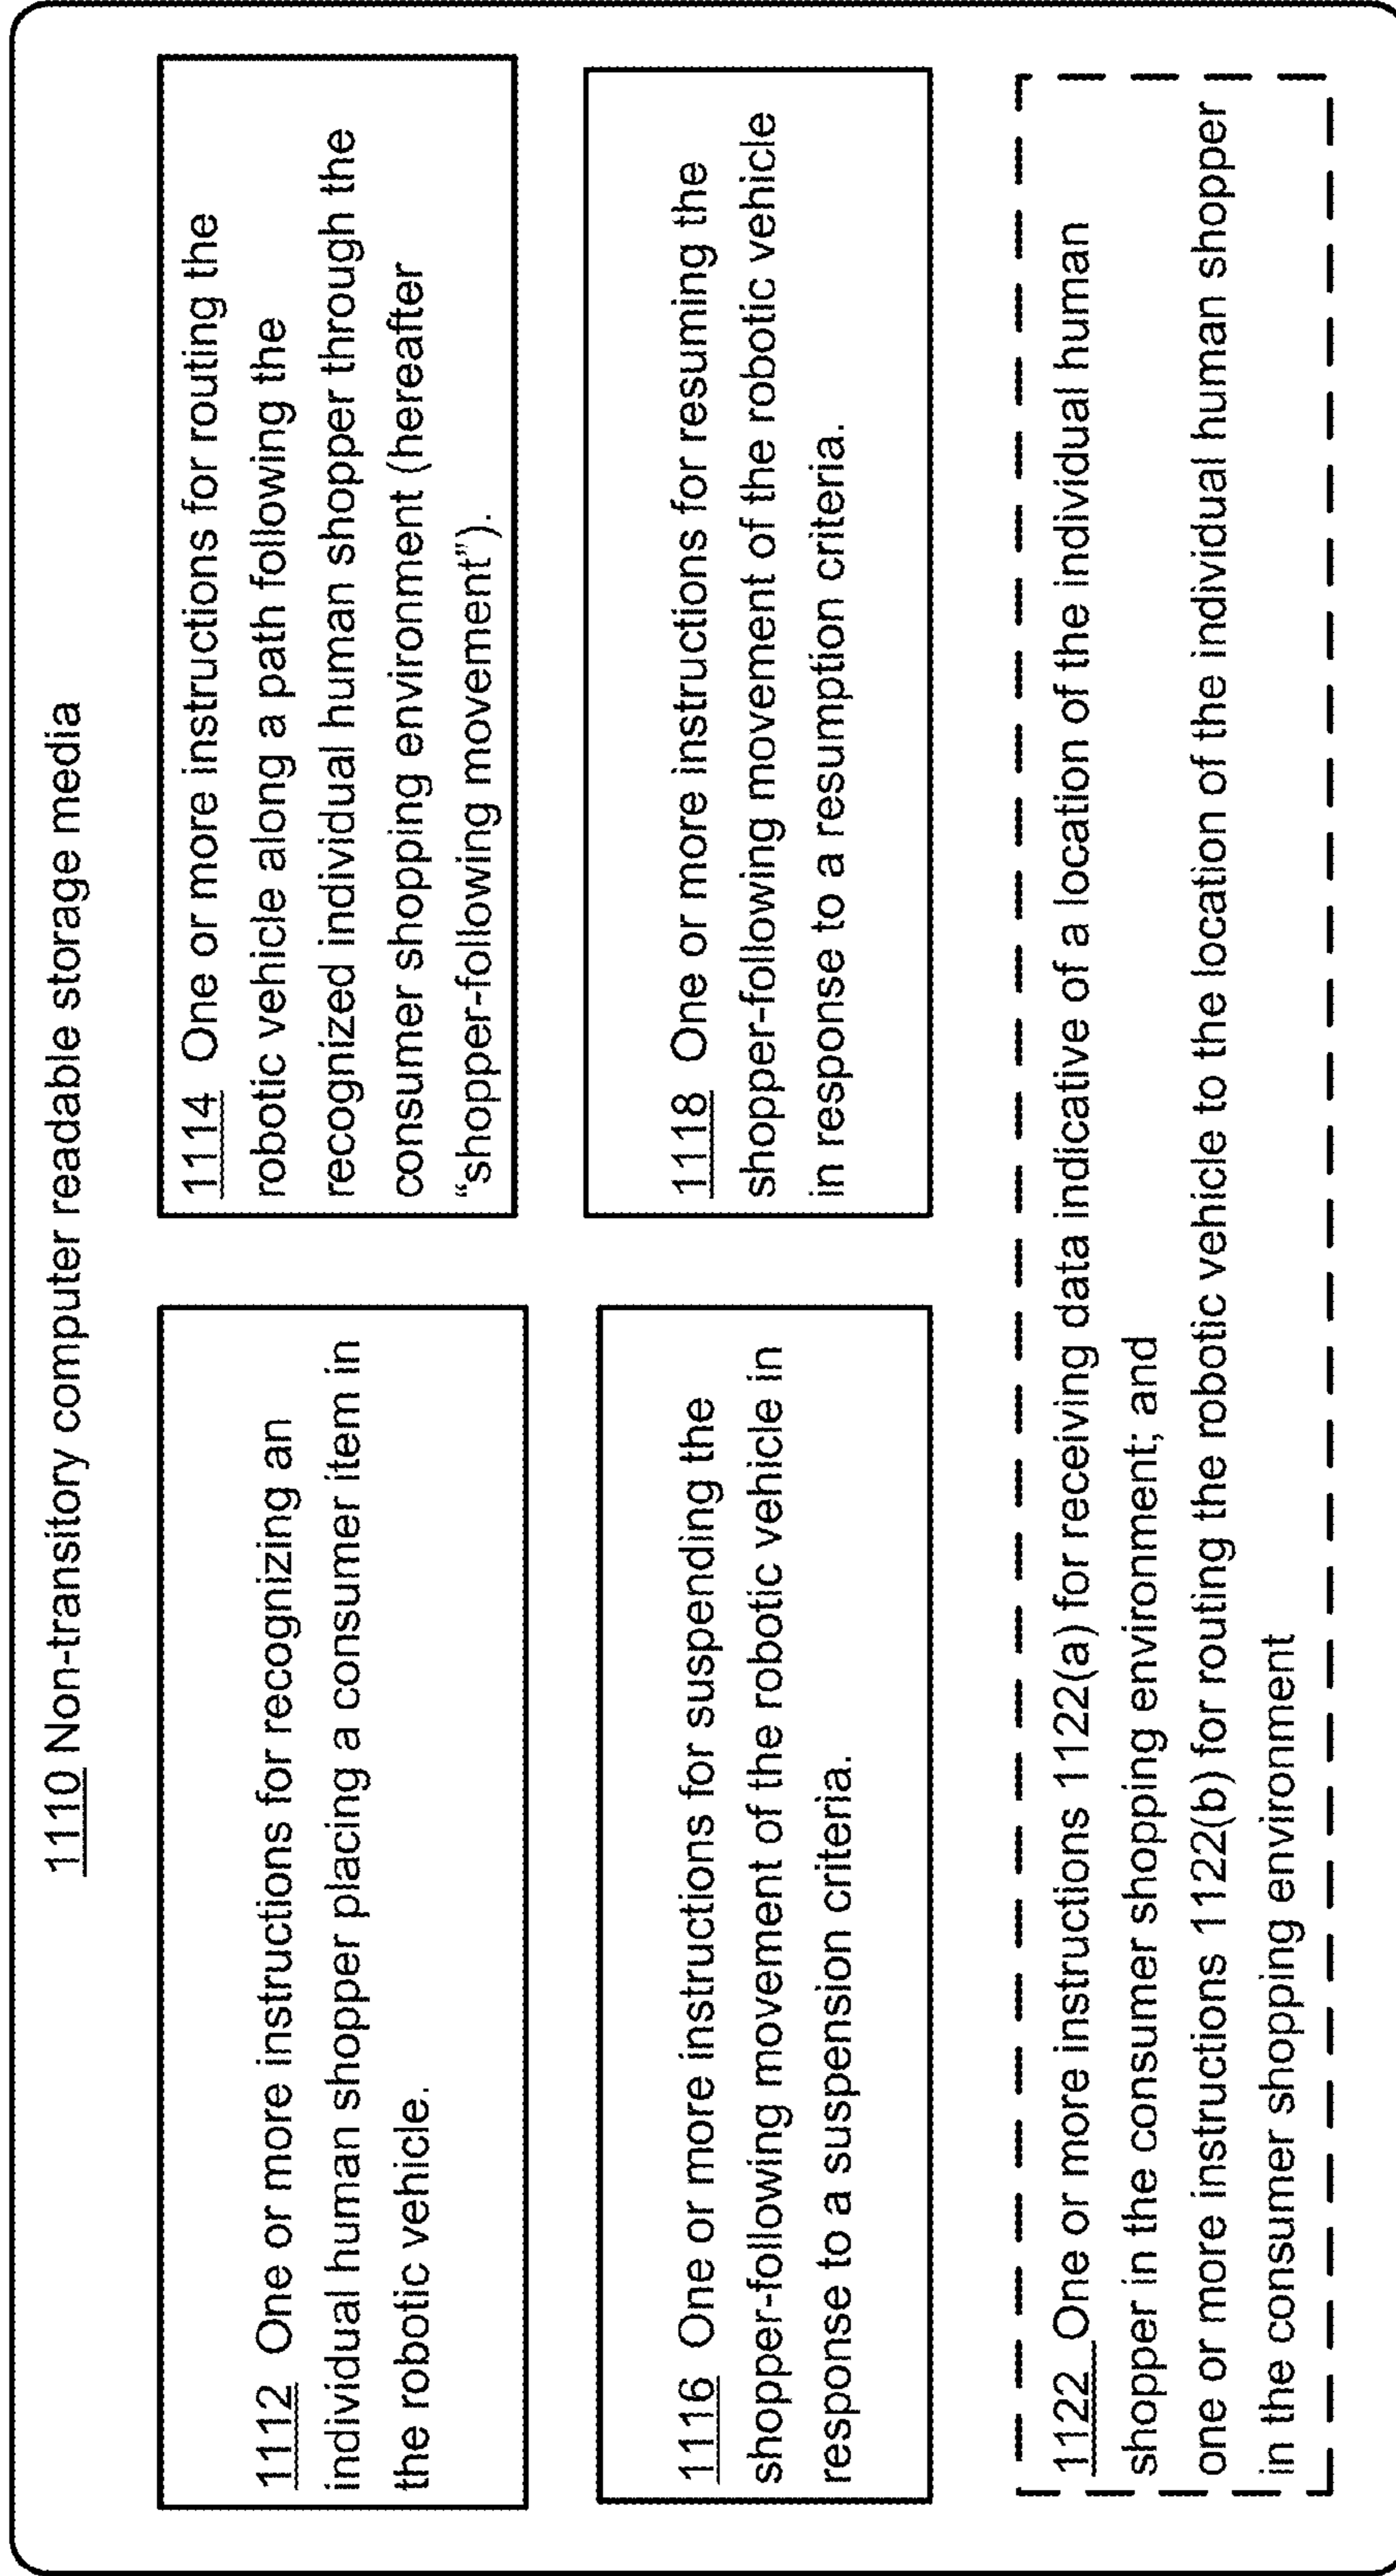 1110 Non-transitory computer readable storage media
1112 One or more instructions for recognizing an
individual human shopper placing a consumer item in
the robotic vehicle.
1114 One or more instructions for routing the
robotic vehicle along a path following the
recognized individual human shopper through the
consumer shopping environment (hereafter
“shopper-following movement”).
1116 One or more instructions for suspending the
shopper-following movement of the robotic vehicle in
response to a suspension criteria.
1118 One or more instructions for resuming the
shopper-following movement of the robotic vehicle
in response to a resumption criteria.
1122 One or more instructions 1122(a) for receiving data indicative of a location of the individual human
shopper in the consumer shopping environment; and
one or more instructions 1122(b) for routing the robotic vehicle to the location of the individual human shopper
in the consumer shopping environment